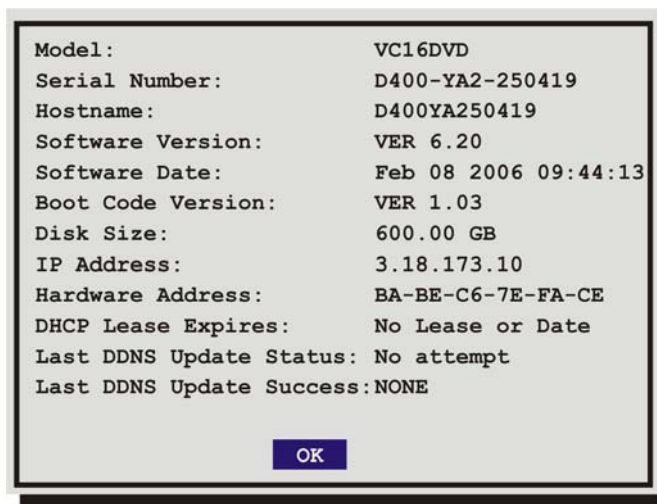 Model: VC16DVD
Serial Number: D400-YA2-250419
Hostname: D400YA250419
Software Version: VER 6.20
Software Date: Feb 08 2006 09:44:13
Boot Code Version: VER 1.03
Disk Size: 600.00 GB
IP Address: 3.18.173.10
Hardware Address: BA-BE-C6-7E-FA-CE
DHCP Lease Expires: No Lease or Date
Last DDNS Update Status: No attempt
Last DDNS Update Success:NONE
OK